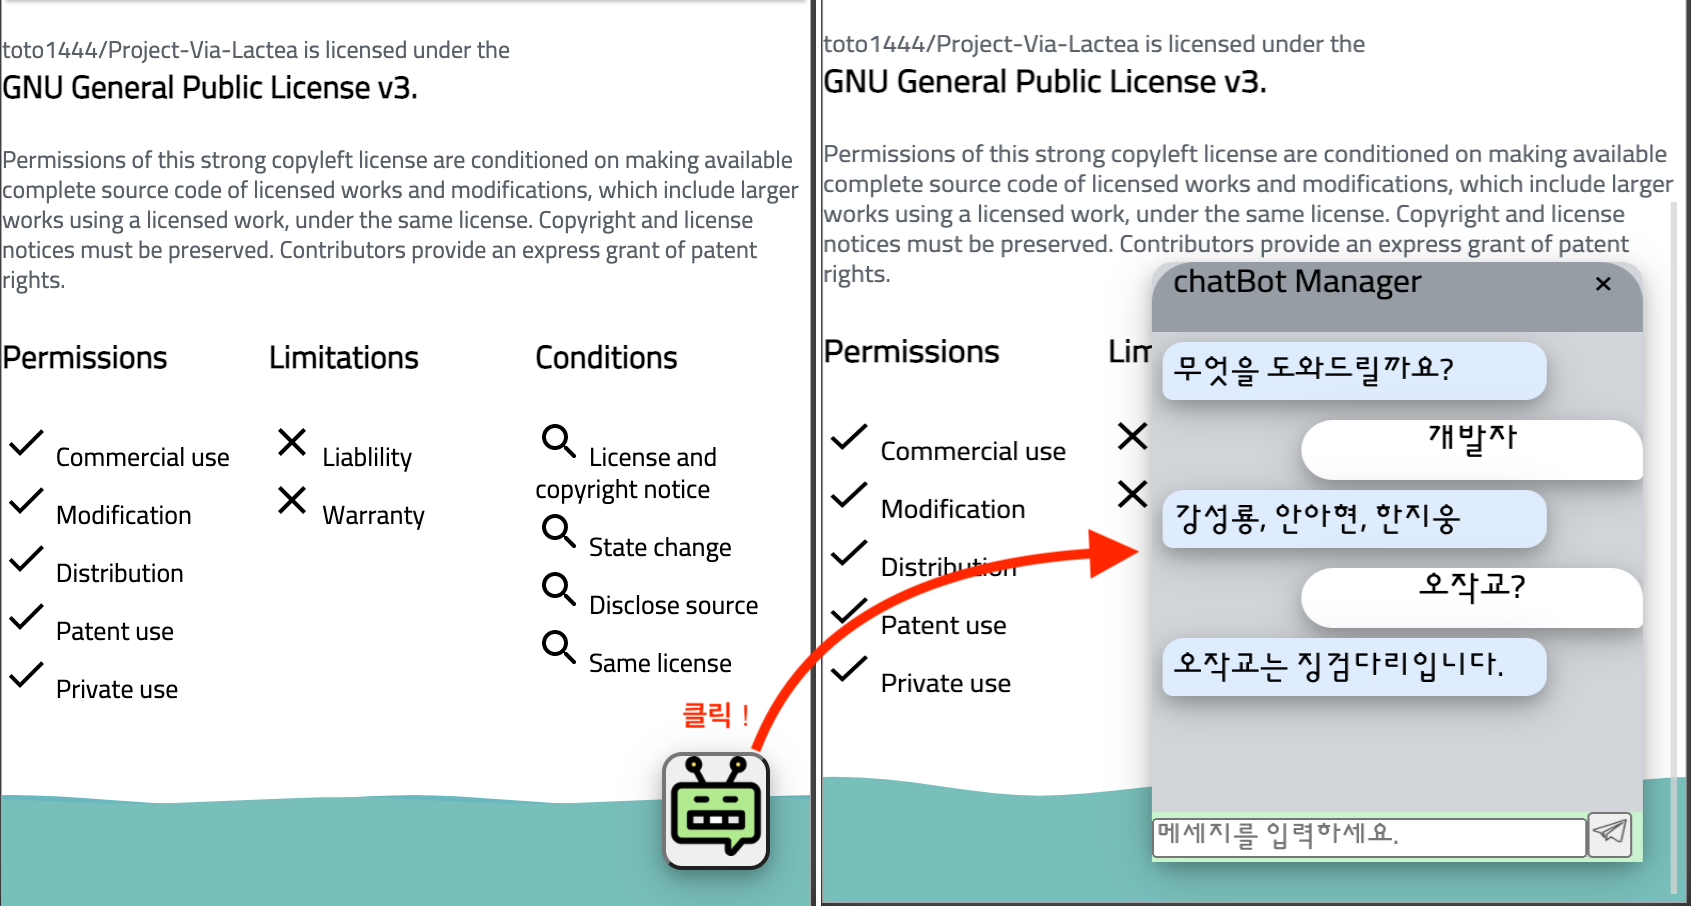 toto1444/Project-Via-Lactea is licensed under the
GNU General Public License v3.
Permissions of this strong copyleft license are conditioned on making available
complete source code of licensed works and modifications, which include larger
works using a licensed work, under the same license. Copyright and license
notices must be preserved. Contributors provide an express grant of patent
rights.
Permissions
Commercial use
Modification
Distribution
Patent use
Private use
Limitations
Liablility
Warranty
Conditions
License and
copyright notice
State change
Disclose source
Same license
클릭 !
toto1444/Project-Via-Lactea is licensed under the
GNU General Public License v3.
Permissions of this strong copyleft license are conditioned on making available
complete source code of licensed works and modifications, which include larger
works using a licensed work, under the same license. Copyright and license
notices must be preserved. Contributors provide an express grant of patent
rights.
Permissions
Commercial use
Modification
Distribution
Patent use
Private use
Lim
chatBot Manager
×
무엇을 도와드릴까요?
개발자
강성룡, 안아현, 한지웅
오작교?
오작교는 징검다리입니다.
메세지를 입력하세요.